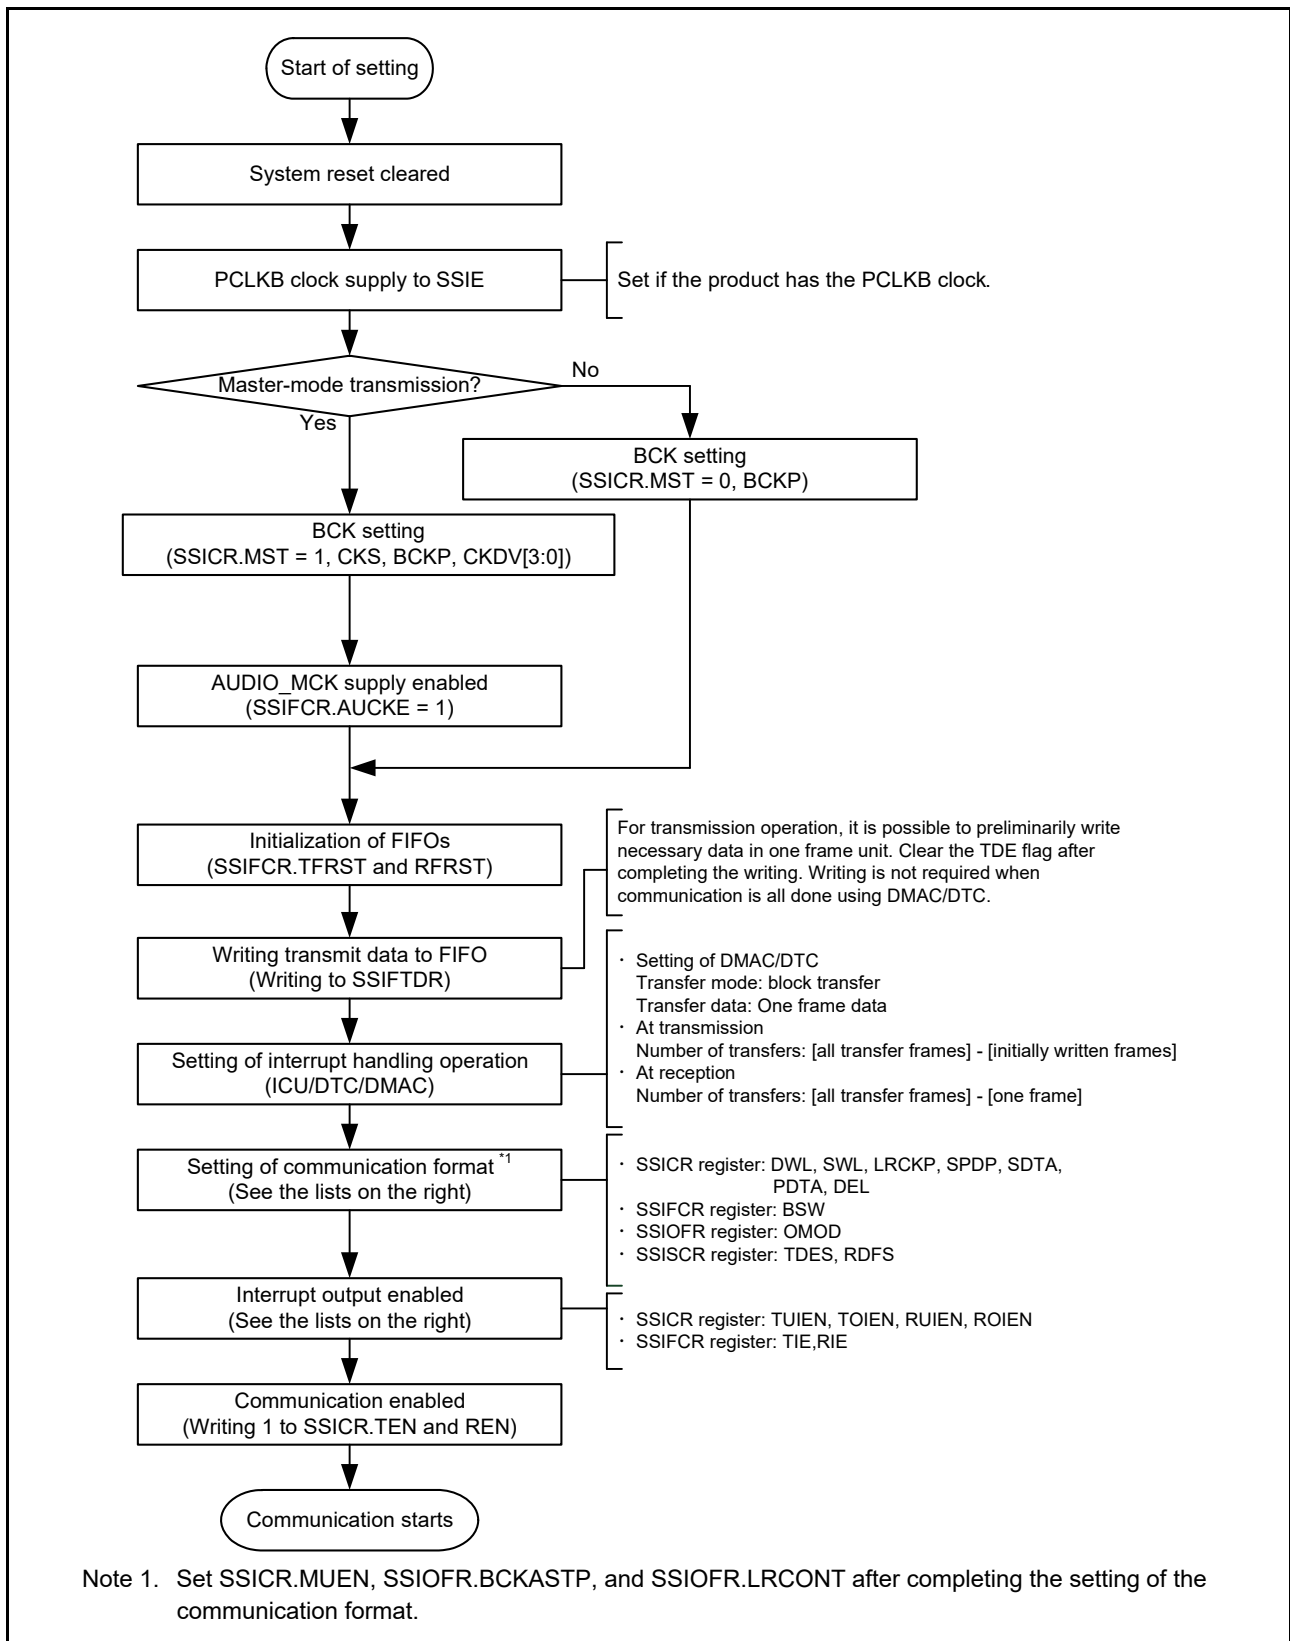 Start of setting
System reset cleared
PCLKB clock supply to SSIE
Set if the product has the PCLKB clock.
Master-mode transmission?
No
Yes
BCK setting
(SSICR.MST = 0, BCKP)
BCK setting
(SSICR.MST = 1, CKS, BCKP, CKDV[3:0])
AUDIO_MCK supply enabled
(SSIFCR.AUCKE = 1)
Initialization of FIFOs
(SSIFCR.TFRST and RFRST)
For transmission operation, it is possible to preliminarily write
necessary data in one frame unit. Clear the TDE flag after
completing the writing. Writing is not required when
communication is all done using DMAC/DTC.
Writing transmit data to FIFO
(Writing to SSIFTDR)
· Setting of DMAC/DTC
Transfer mode: block transfer
Transfer data: One frame data
· At transmission
Number of transfers: [all transfer frames] - [initially written frames]
· At reception
Number of transfers: [all transfer frames] - [one frame]
Setting of interrupt handling operation
(ICU/DTC/DMAC)
Setting of communication format *1
(See the lists on the right)
· SSICR register: DWL, SWL, LRCKP, SPDP, SDTA,
PDTA, DEL
· SSIFCR register: BSW
· SSIOFR register: OMOD
· SSISCR register: TDES, RDFS
Interrupt output enabled
(See the lists on the right)
· SSICR register: TUIEN, TOIEN, RUIEN, ROIEN
· SSIFCR register: TIE,RIE
Communication enabled
(Writing 1 to SSICR.TEN and REN)
Communication starts
Note 1. Set SSICR.MUEN, SSIOFR.BCKASTP, and SSIOFR.LRCONT after completing the setting of the
communication format.